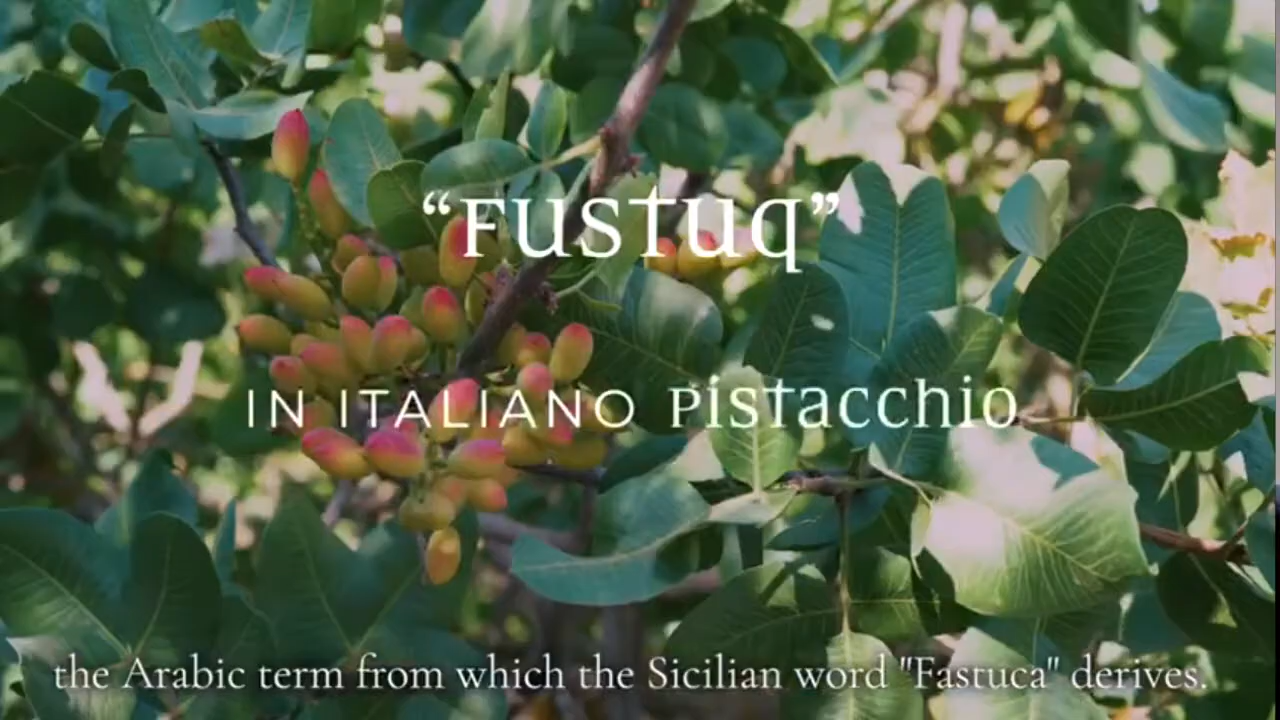 “Fustuq”
IN ITALIANO Pistacchio
the Arabic term from which the Sicilian word "Fastuca" derives.